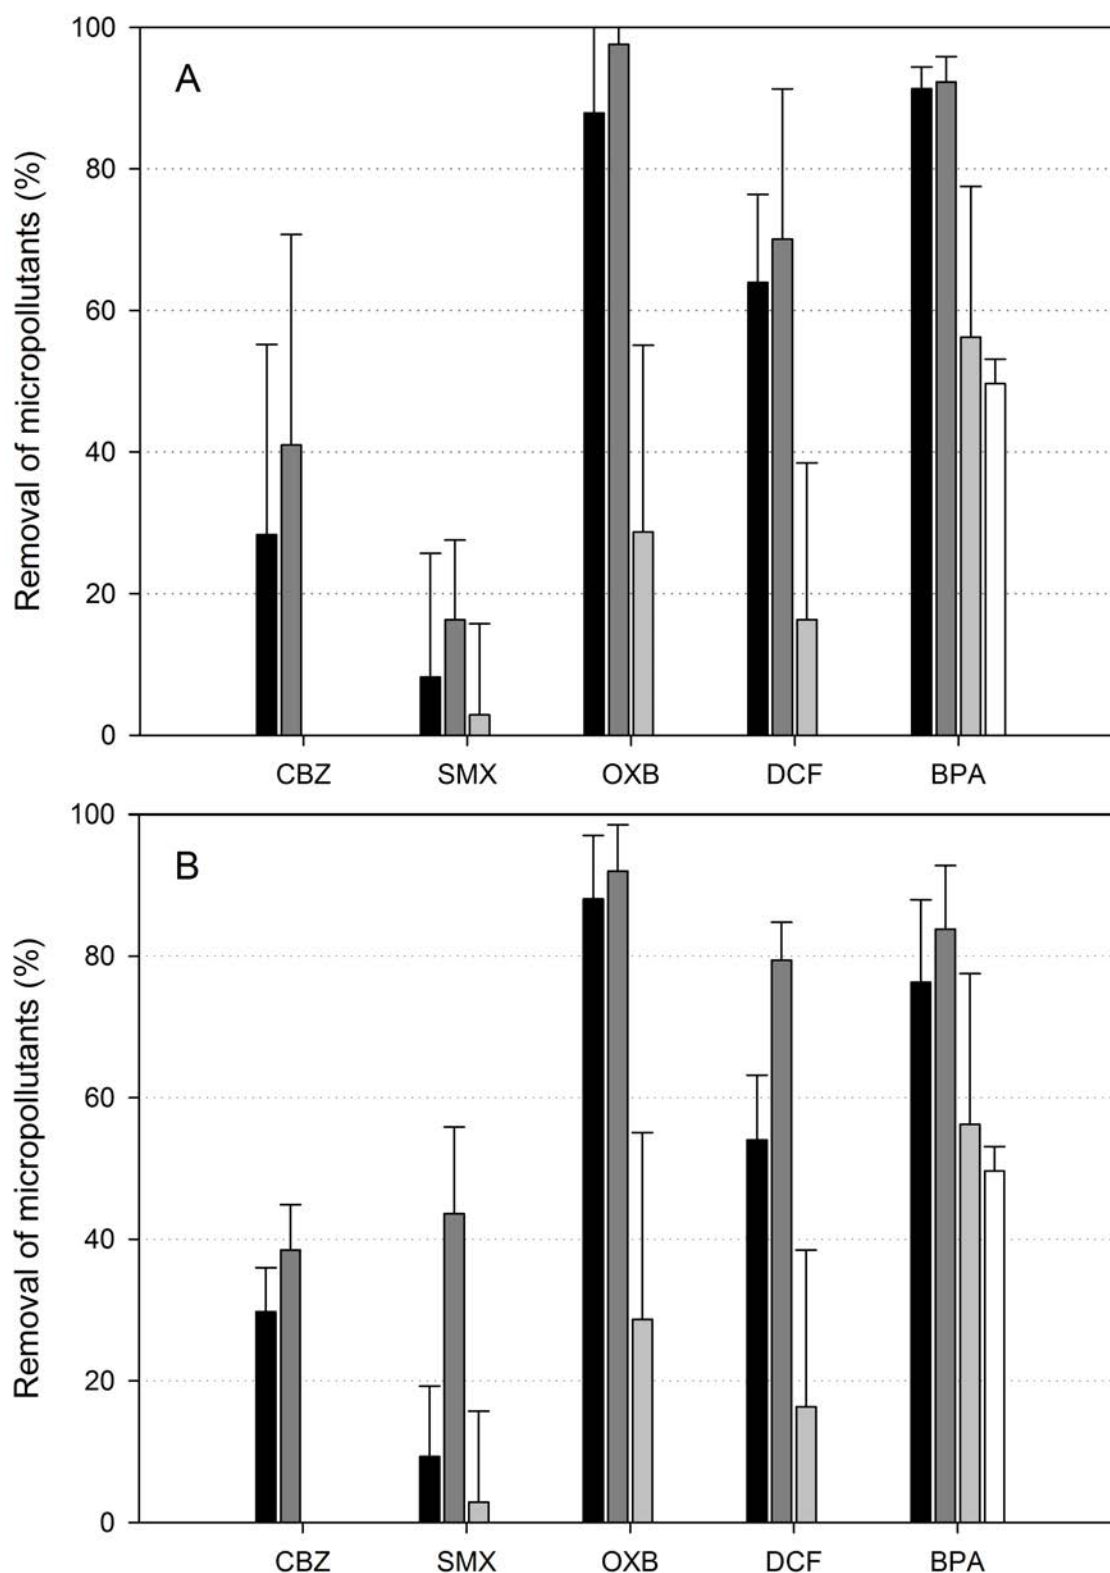 A
Removal of micropollutants (%)
100
80
60
40
20
0
CBZ SMX OXB DCF BPA
B
Removal of micropollutants (%)
100
80
60
40
20
0
CBZ SMX OXB DCF BPA